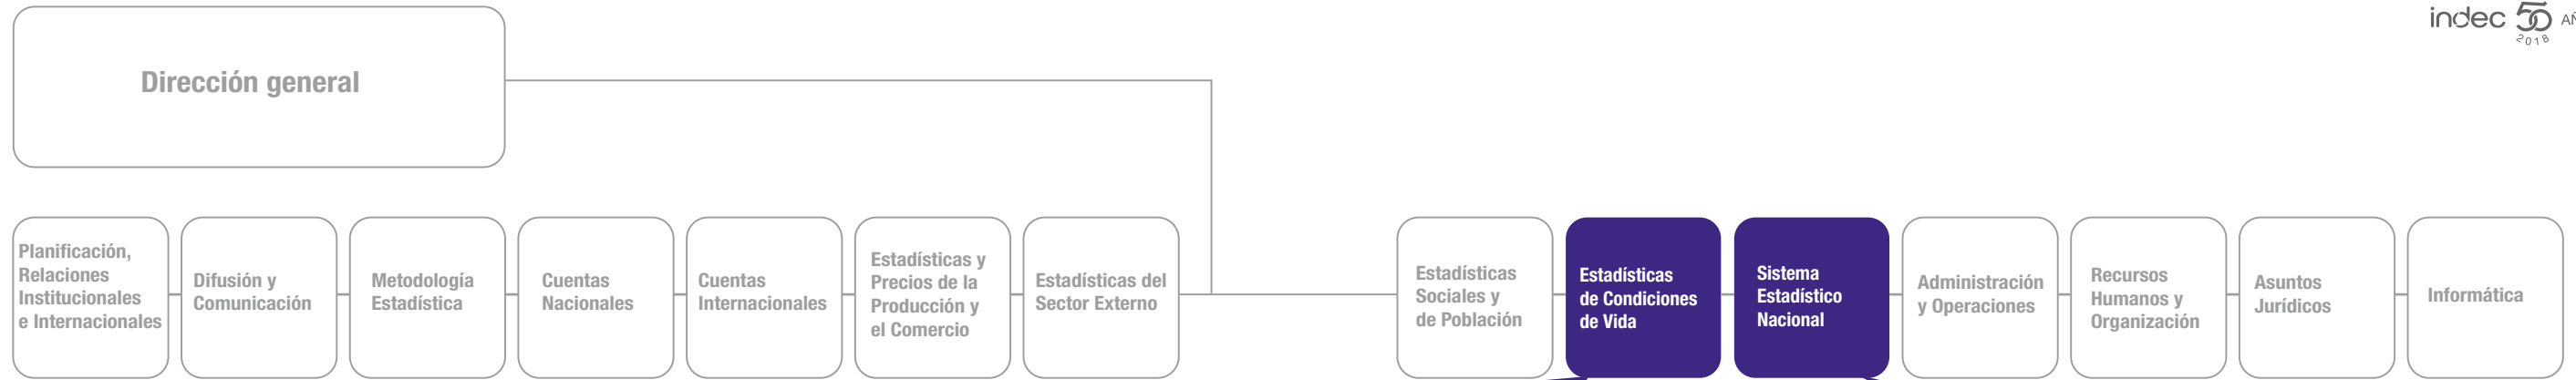 indec 50 AÑ
2018
Dirección general
Planificación,
Relaciones
Institucionales
e Internacionales
Difusión y
Comunicación
Metodología
Estadística
Cuentas
Nacionales
Cuentas
Internacionales
Estadísticas y
Precios de la
Producción y
el Comercio
Estadísticas del
Sector Externo
Estadísticas
Sociales y
de Población
Estadísticas
de Condiciones
de Vida
Sistema
Estadístico
Nacional
Administración
y Operaciones
Recursos
Humanos y
Organización
Asuntos
Jurídicos
Informática